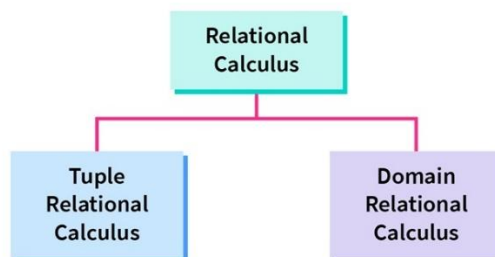 Relational
Calculus
Tuple
Relational
Calculus
Domain
Relational
Calculus